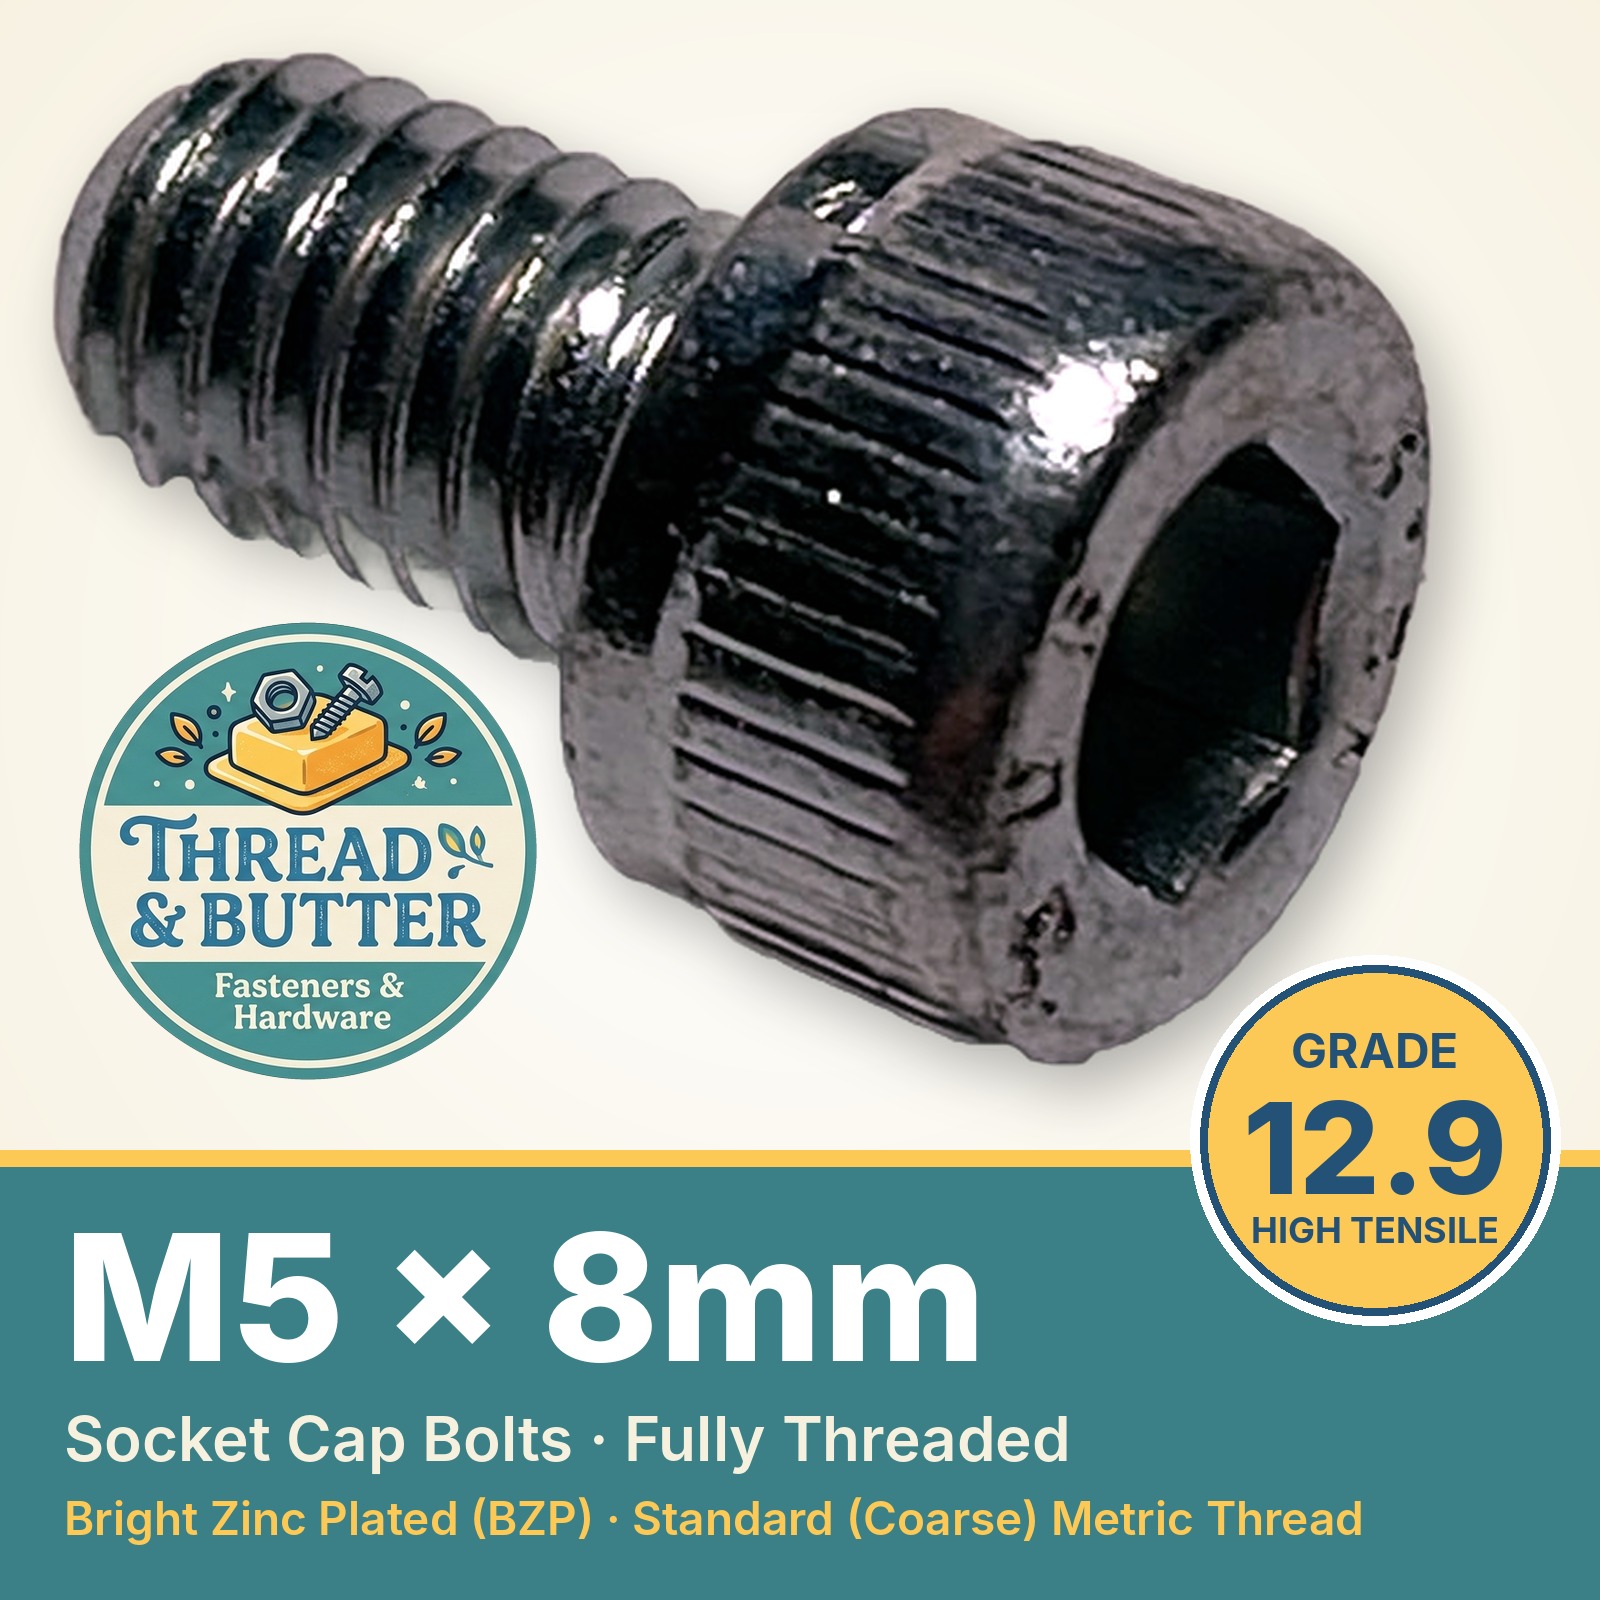 THREAD
& BUTTER
Fasteners &
Hardware
GRADE
12.9
HIGH TENSILE
M5 × 8mm
Socket Cap Bolts · Fully Threaded
Bright Zinc Plated (BZP) · Standard (Coarse) Metric Thread